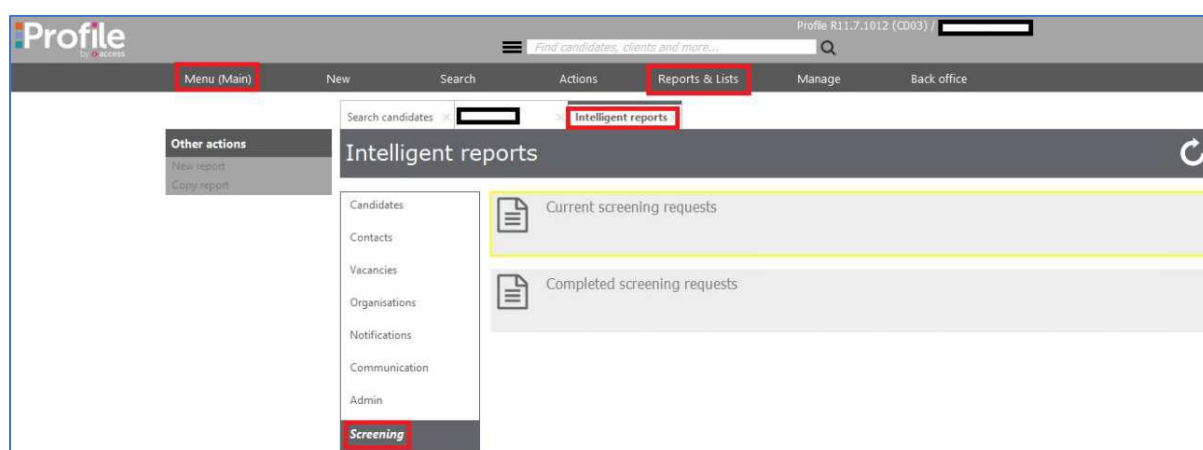 Profile R11.7.1012 (CD03) /
Profile
by access
Find candidates, clients and more...
Menu (Main) New Search Actions Reports & Lists Manage Back office
Search candidates × × Intelligent reports
Other actions
New report
Copy report
Intelligent reports
Candidates
Contacts
Vacancies
Organisations
Notifications
Communication
Admin
Screening
Current screening requests
Completed screening requests